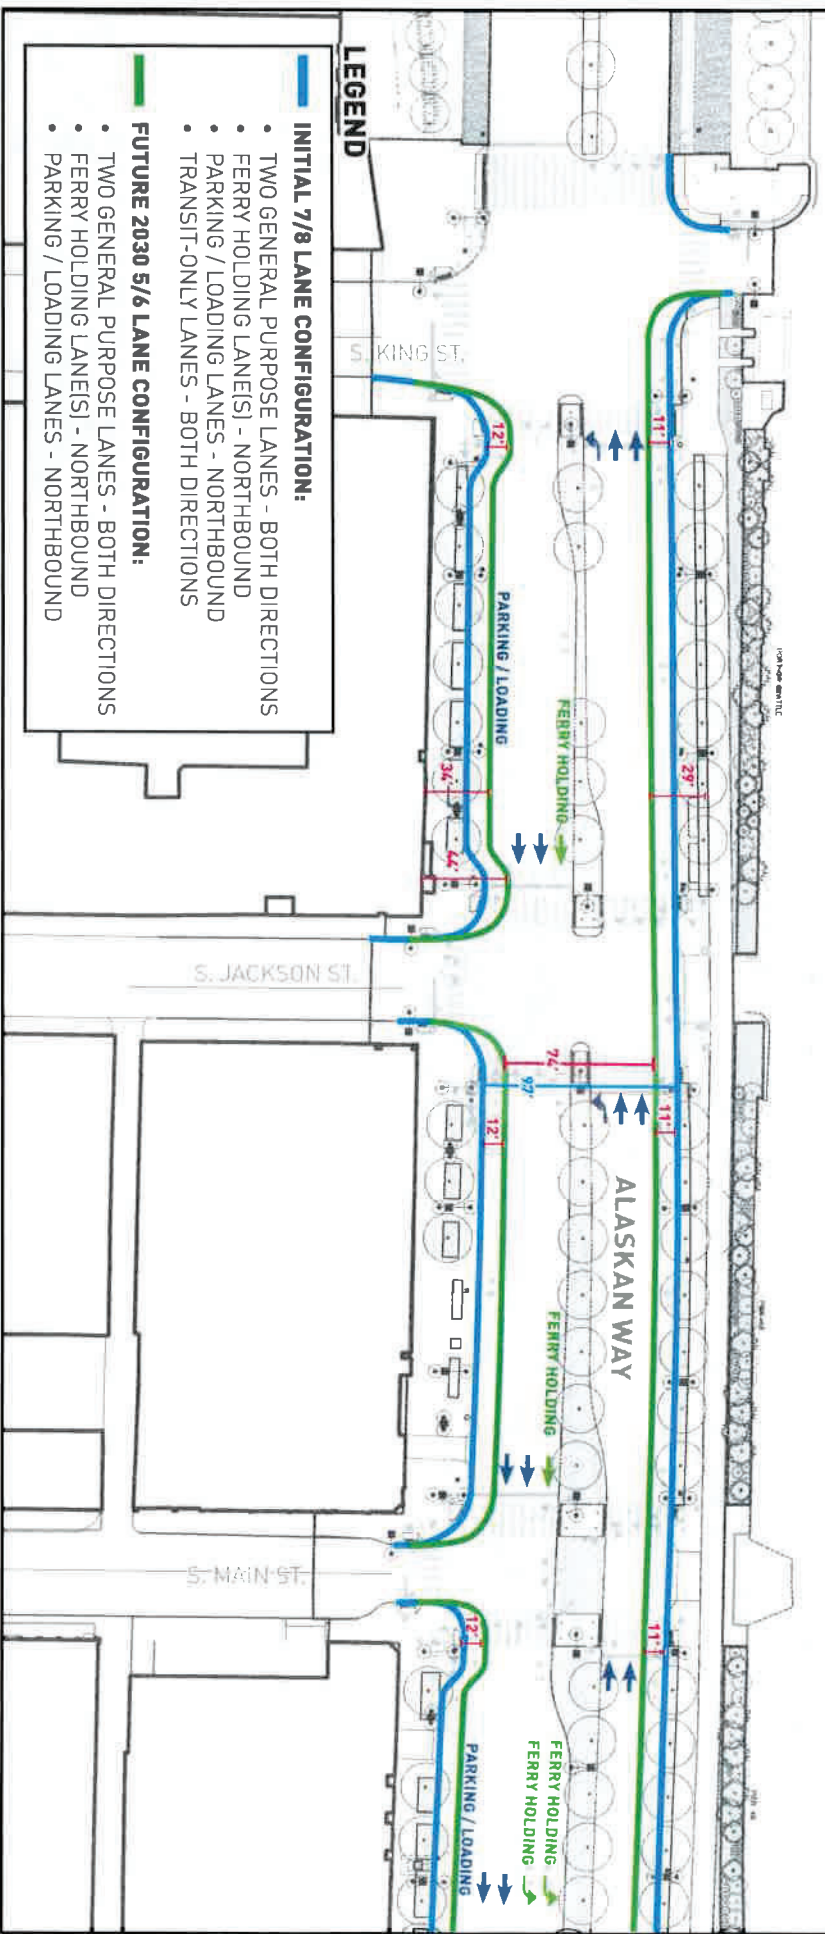 LEGEND
INITIAL 7/8 LANE CONFIGURATION:
• TWO GENERAL PURPOSE LANES - BOTH DIRECTIONS
• FERRY HOLDING LANE(S) - NORTHBOUND
• PARKING / LOADING LANES - NORTHBOUND
• TRANSIT-ONLY LANES - BOTH DIRECTIONS
FUTURE 2030 5/6 LANE CONFIGURATION:
• TWO GENERAL PURPOSE LANES - BOTH DIRECTIONS
• FERRY HOLDING LANE(S) - NORTHBOUND
• PARKING / LOADING LANES - NORTHBOUND
S. KING ST.
11'
12'
PARKING / LOADING
FERRY HOLDING
29'
34'
44'
S. JACKSON ST.
74'
97'
11'
12'
ALASKAN WAY
FERRY HOLDING
S. MAIN ST.
11'
12'
FERRY HOLDING
FERRY HOLDING
PARKING / LOADING